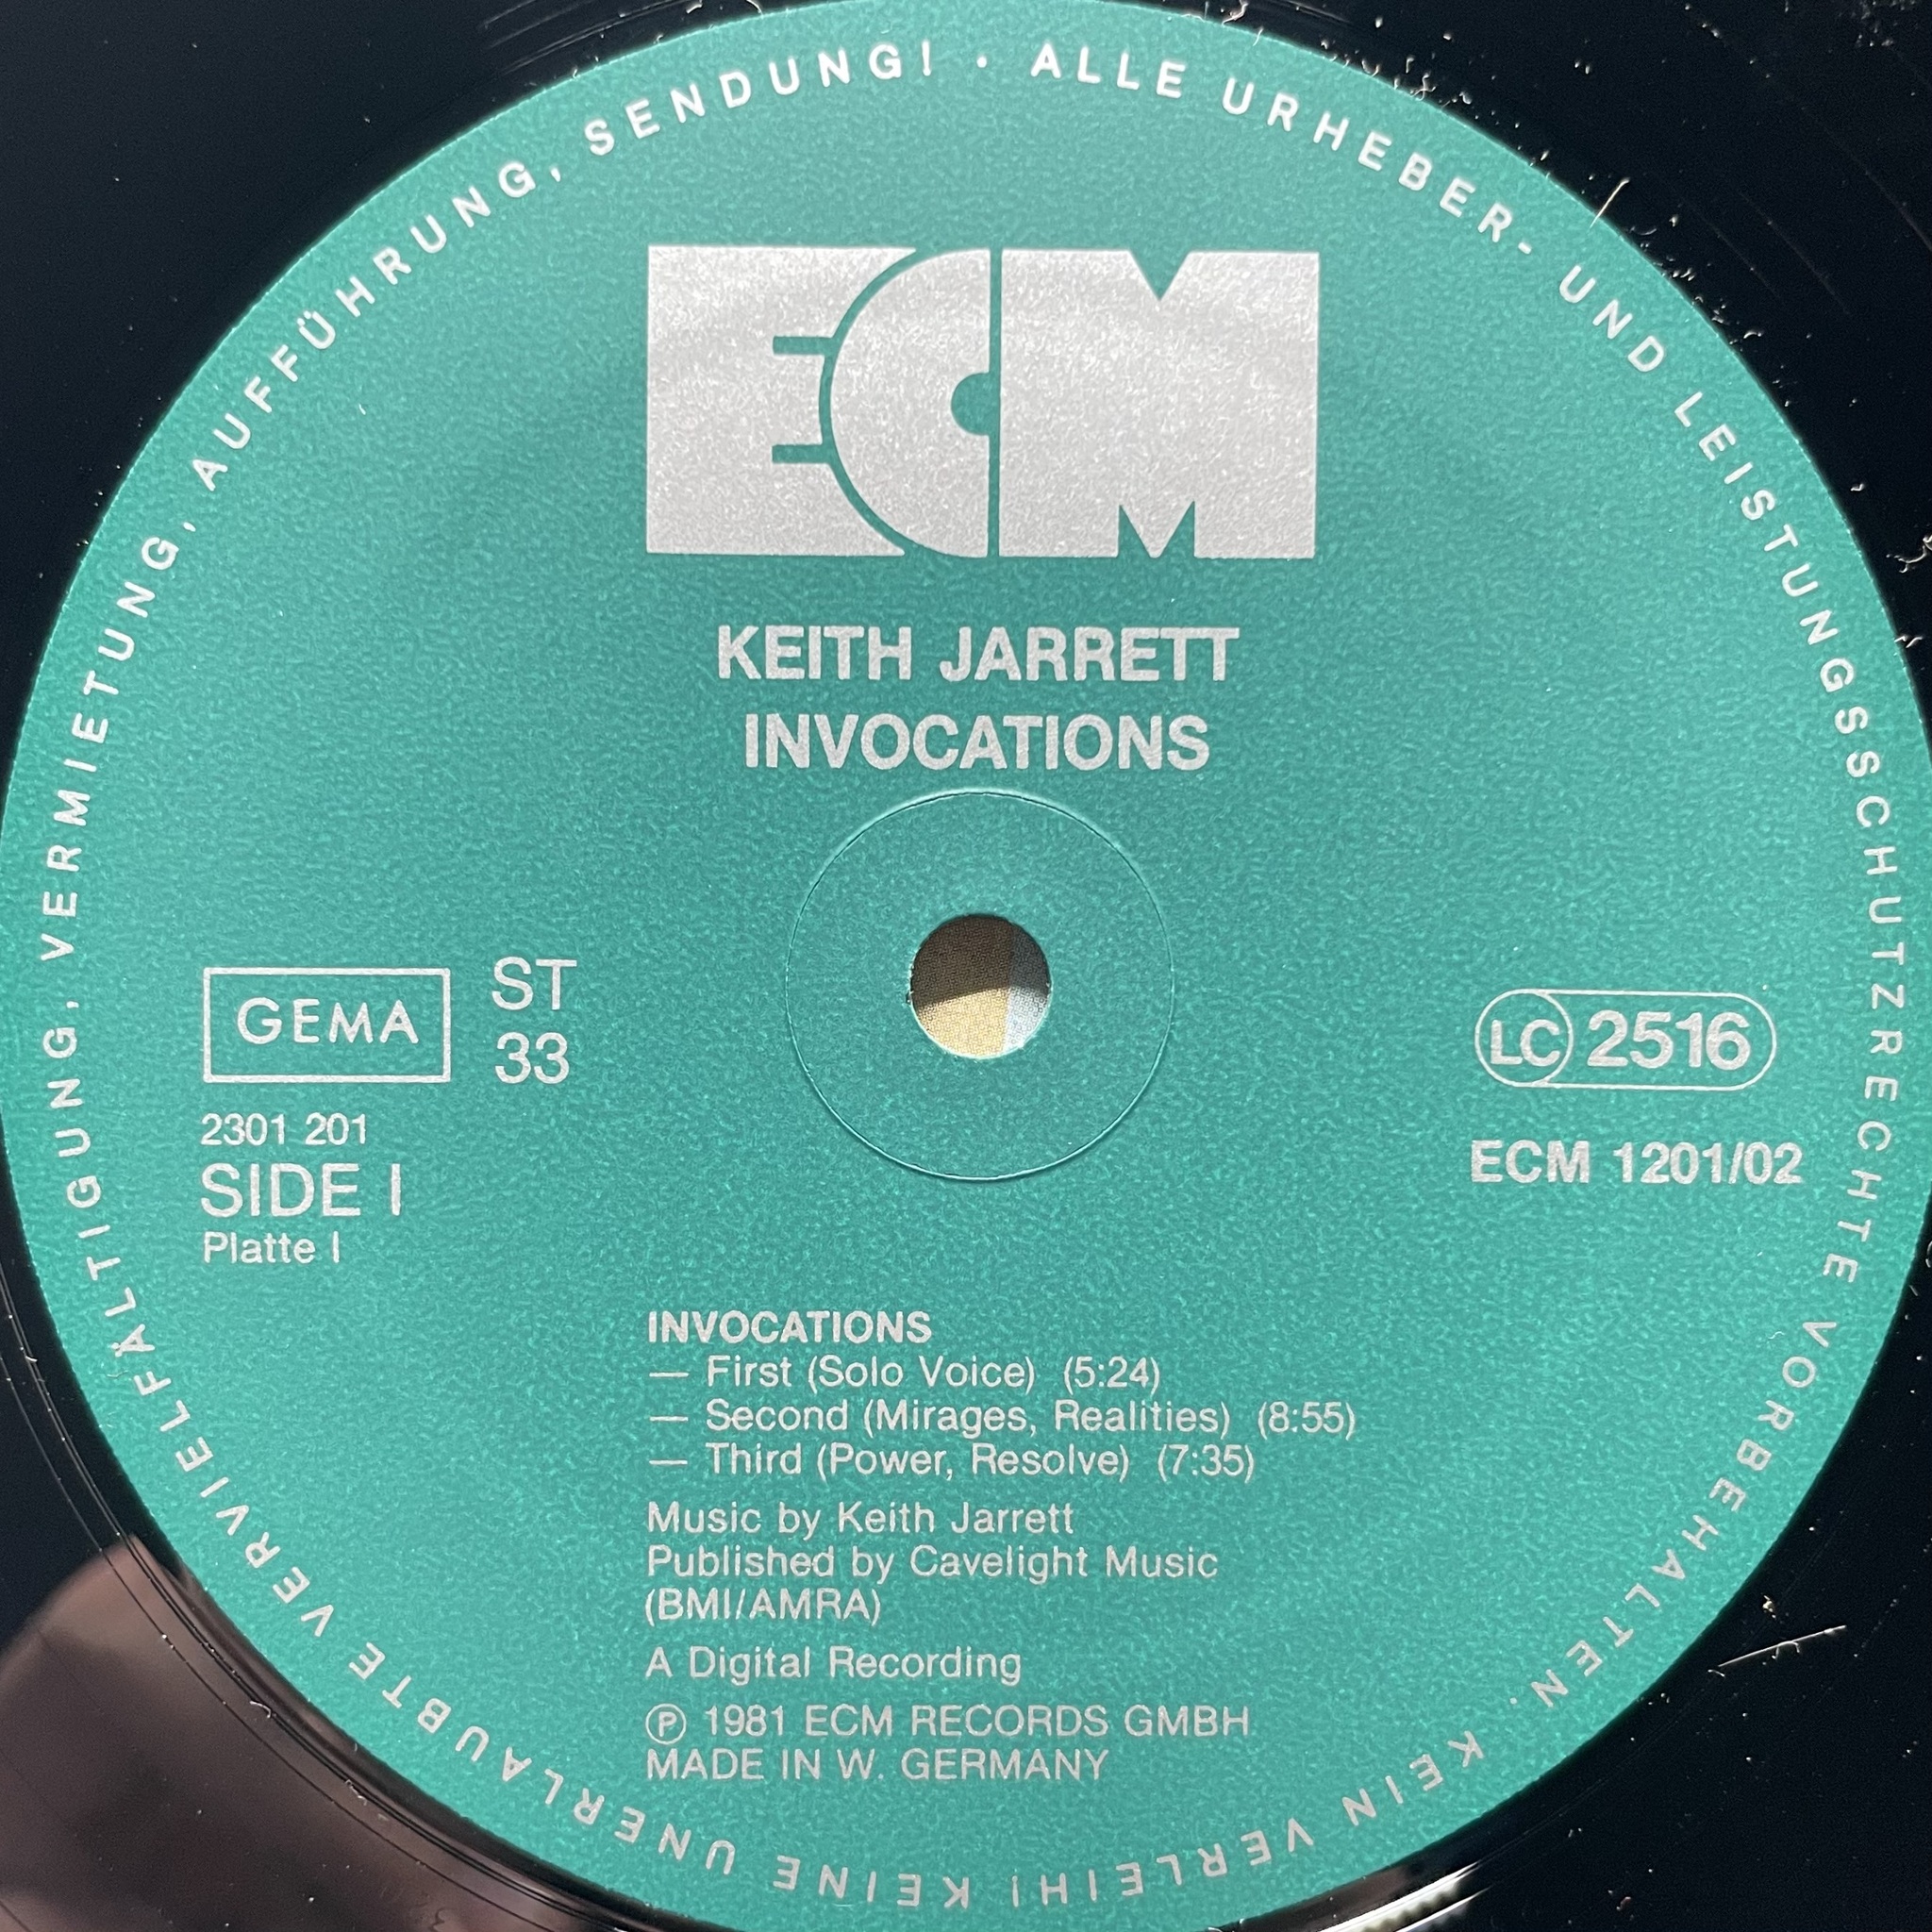 ALLE URHEBER- UND LEISTUNGSSCHUTZRECHTE VORBEHALTEN. KEIN VERLEIH! KEINE UNERLAUBTE VERVIELFÄLTIGUNG, VERMIETUNG, AUFFÜHRUNG, SENDUNG! ·
ECM
KEITH JARRETT
INVOCATIONS
GEMA
ST
33
2301 201
SIDE I
Platte I
LC 2516
ECM 1201/02
INVOCATIONS
— First (Solo Voice) (5:24)
— Second (Mirages, Realities) (8:55)
— Third (Power, Resolve) (7:35)
Music by Keith Jarrett
Published by Cavelight Music
(BMI/AMRA)
A Digital Recording
℗ 1981 ECM RECORDS GMBH
MADE IN W. GERMANY